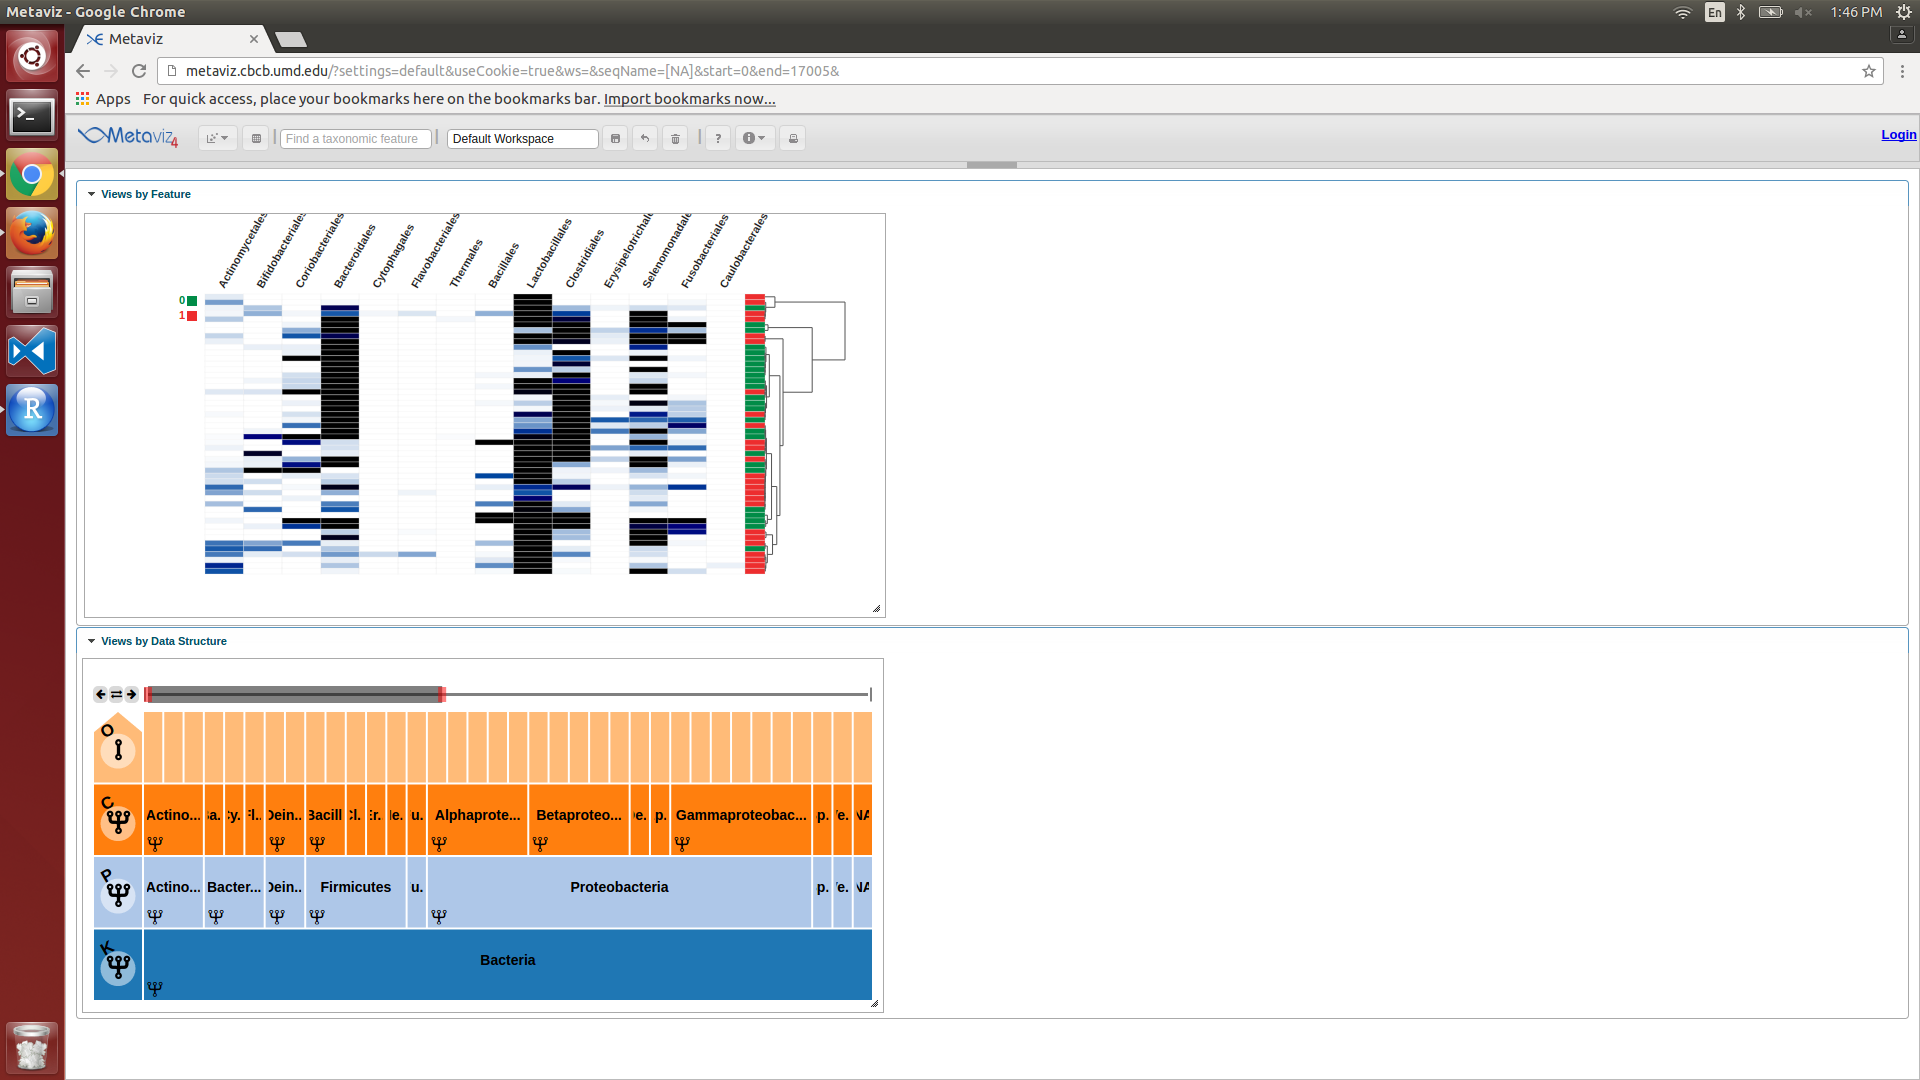 Metaviz - Google Chrome
En
1:46 PM
Metaviz
metaviz.cbcb.umd.edu/?settings=default&useCookie=true&ws=&seqName=[NA]&start=0&end=17005&
Apps For quick access, place your bookmarks here on the bookmarks bar. Import bookmarks now...
Metaviz4
Find a taxonomic feature
Default Workspace
?
Login
Views by Feature
Actinomycetales
Bifidobacteriales
Coriobacteriales
Bacteroidales
Cytophagales
Flavobacteriales
Thermales
Bacillales
Lactobacillales
Clostridiales
Erysipelotrichale
Selenomonadale
Fusobacteriales
Caulobacterales
0
1
Views by Data Structure
O
C Actino... Bacill Alphaprote... Betaproteo... Gammaproteobac... NA
P Actino... Bacter... Dein.. Firmicutes u. Proteobacteria p. NA
K Bacteria
R